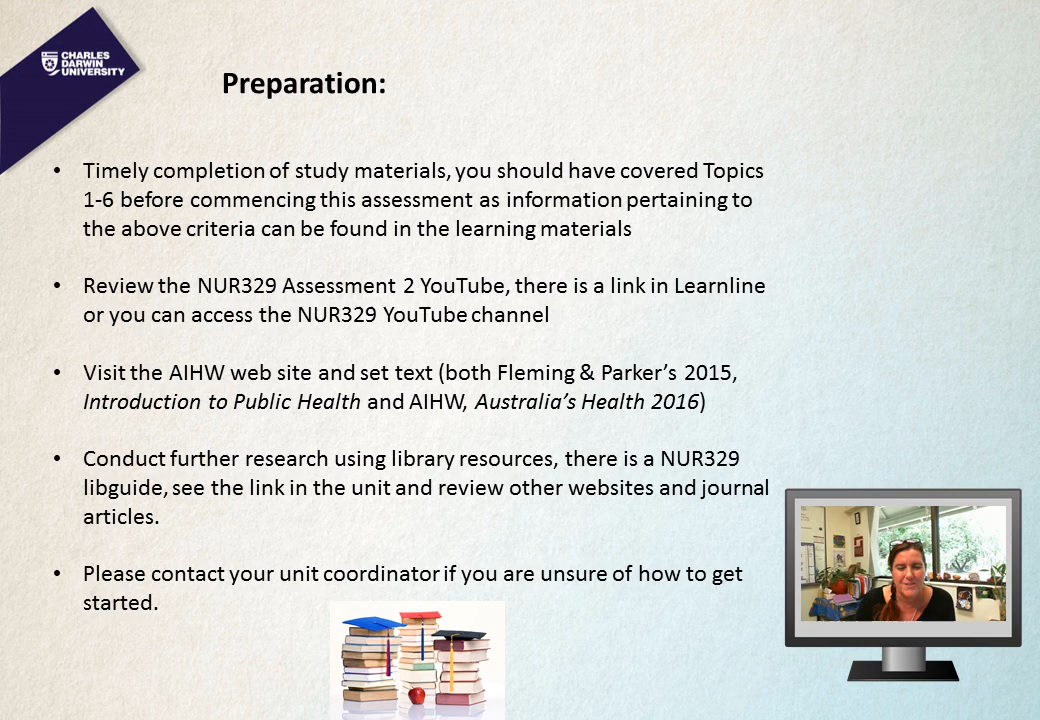 CHARLES
DARWIN
UNIVERSITY
Preparation:
• Timely completion of study materials, you should have covered Topics
1-6 before commencing this assessment as information pertaining to
the above criteria can be found in the learning materials
• Review the NUR329 Assessment 2 YouTube, there is a link in Learnline
or you can access the NUR329 YouTube channel
• Visit the AIHW web site and set text (both Fleming & Parker’s 2015,
Introduction to Public Health and AIHW, Australia’s Health 2016)
• Conduct further research using library resources, there is a NUR329
libguide, see the link in the unit and review other websites and journal
articles.
• Please contact your unit coordinator if you are unsure of how to get
started.